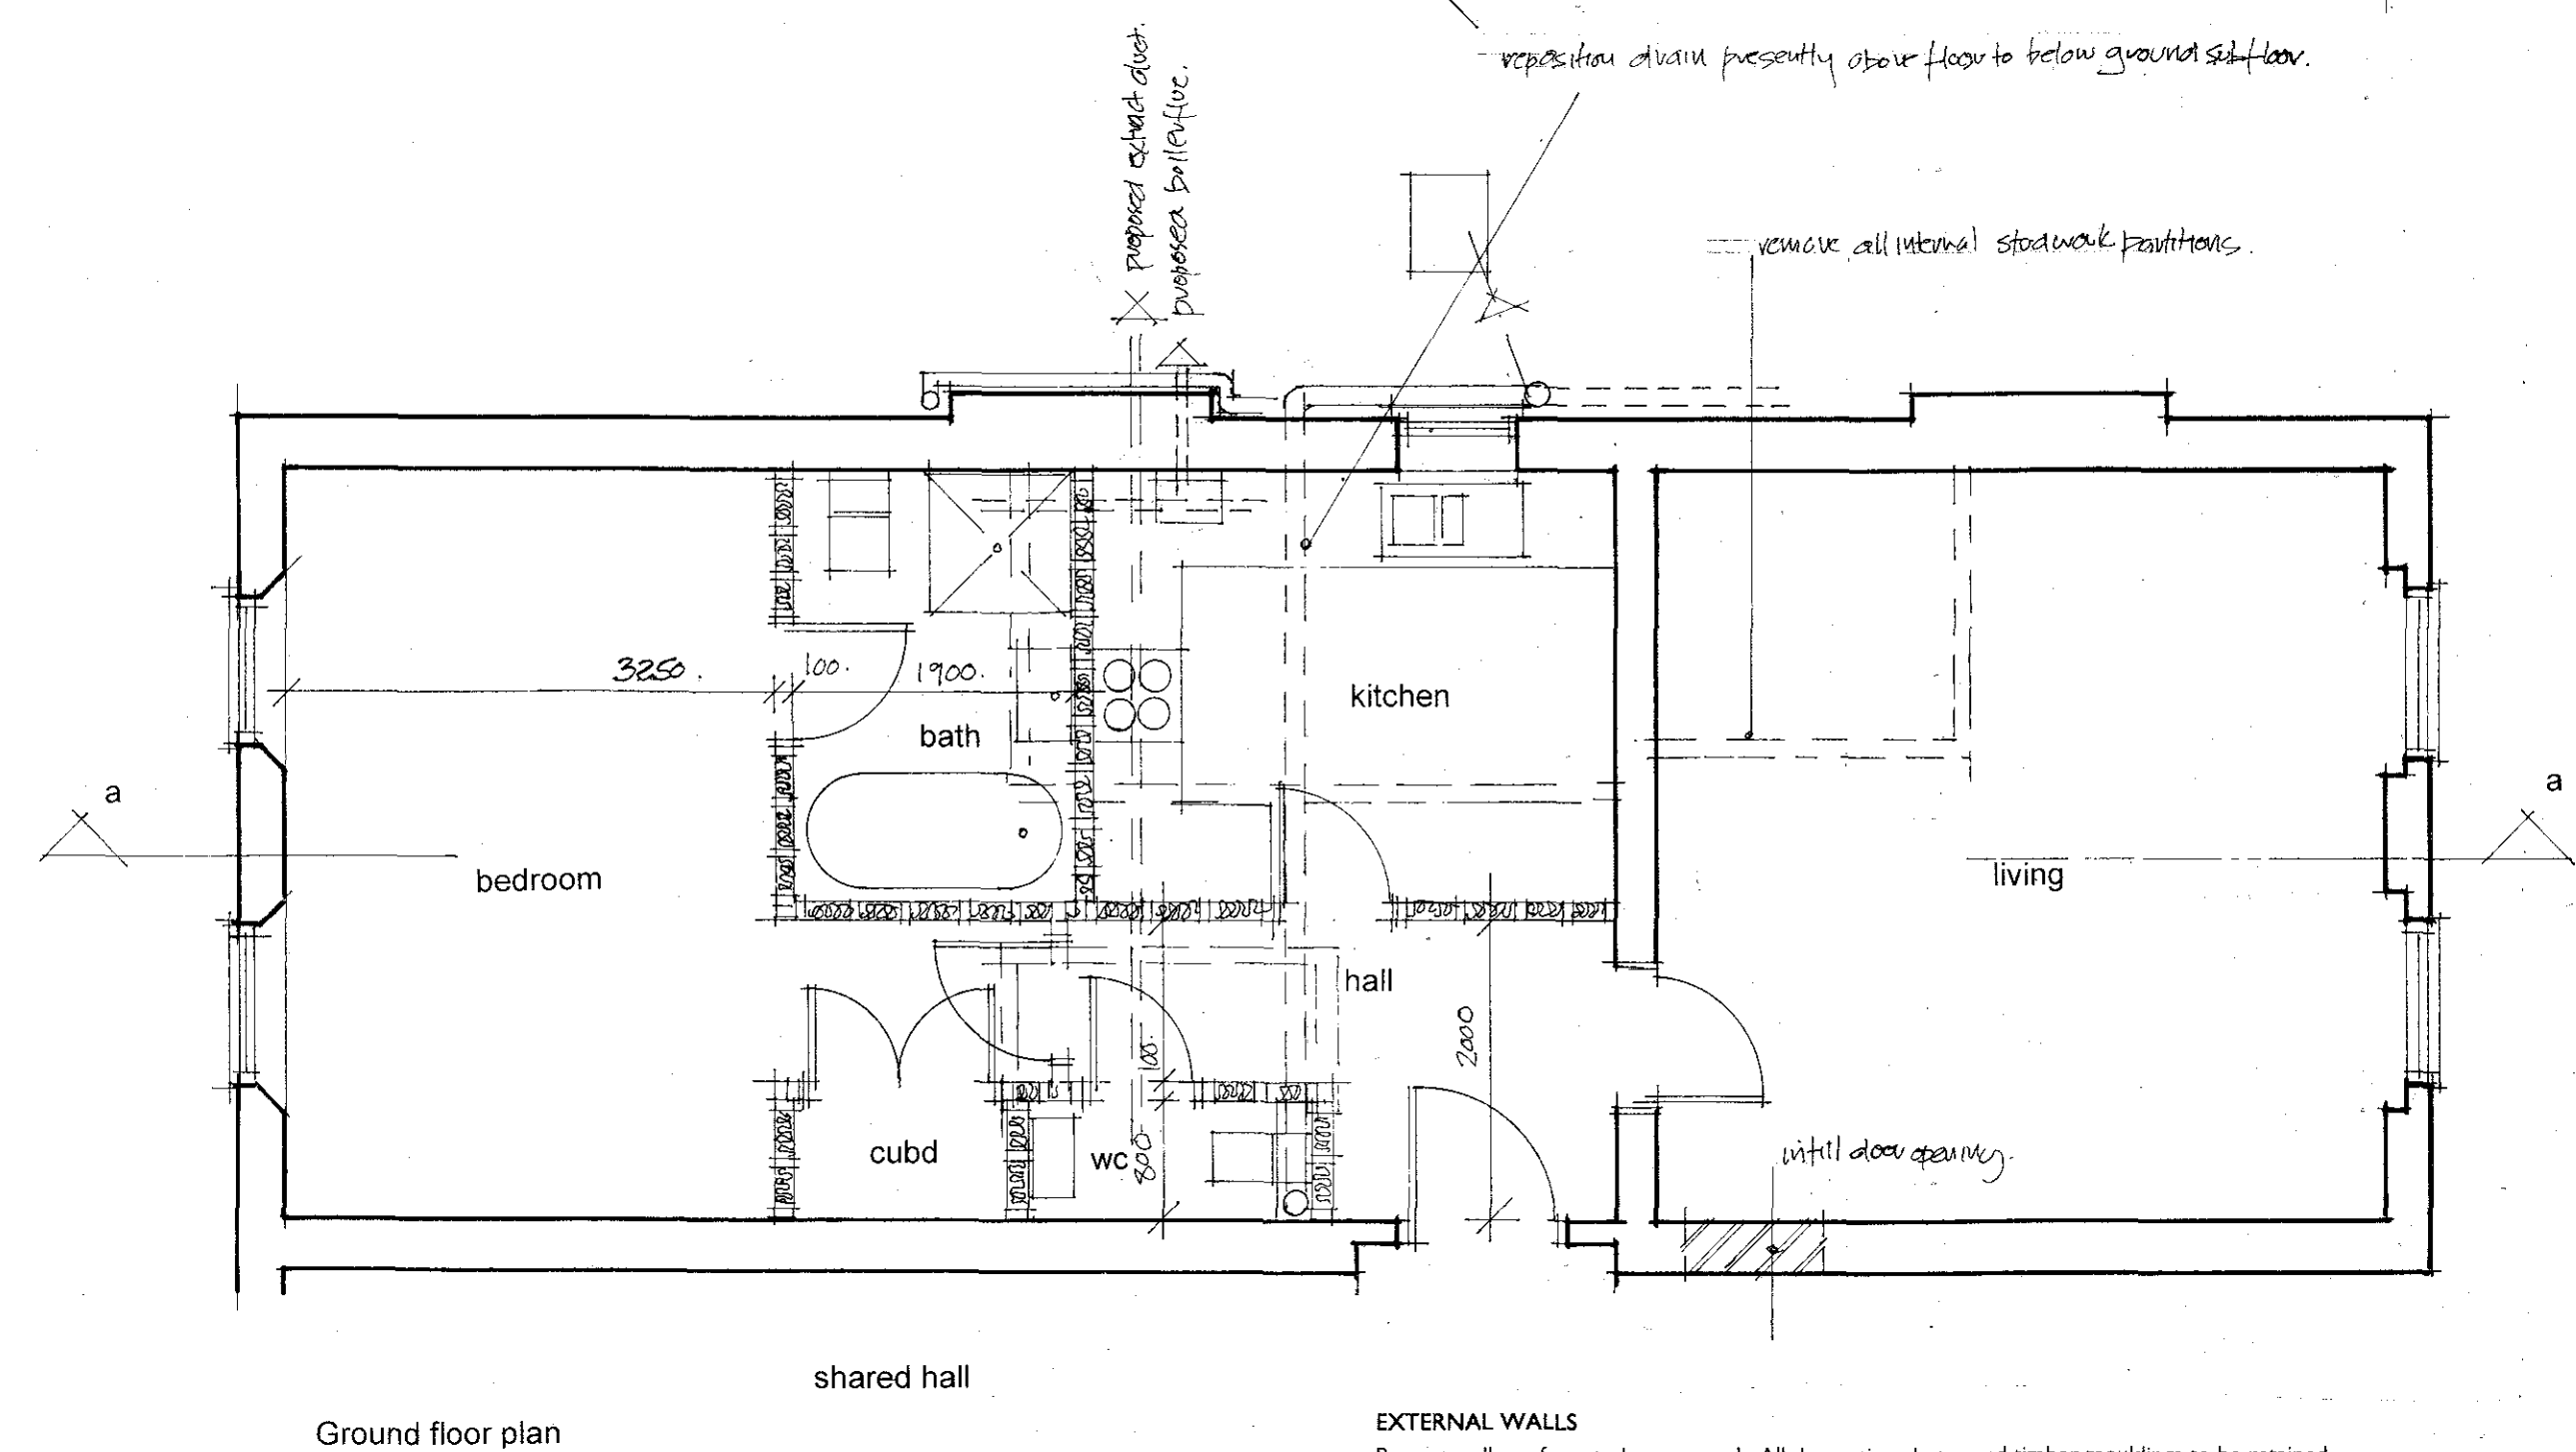 reposition drain presently above floor to below ground subfloor.
proposed extract duct.
proposed boiler flue.
remove all internal studwork partitions.
3250.
100.
1900.
kitchen
bath
a
a
bedroom
living
hall
2000
100.
800
cubd
wc
infill door opening.
shared hall
Ground floor plan
EXTERNAL WALLS